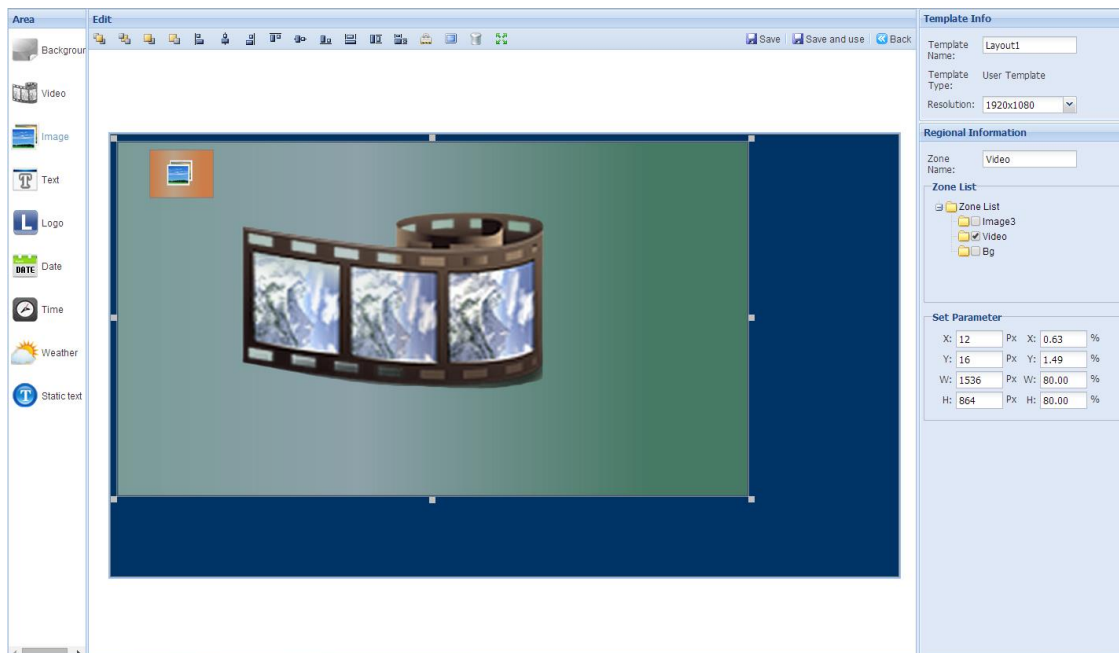 Area
Edit
Template Info
Backgrour
Video
Image
Text
Logo
DATE
Date
Time
Weather
Static text
Save
Save and use
Back
Template Name:
Layout1
Template Type:
User Template
Resolution:
1920x1080
Regional Information
Zone Name:
Video
Zone List
Zone List
Image3
Video
Bg
Set Parameter
X: 12 Px X: 0.63 %
Y: 16 Px Y: 1.49 %
W: 1536 Px W: 80.00 %
H: 864 Px H: 80.00 %